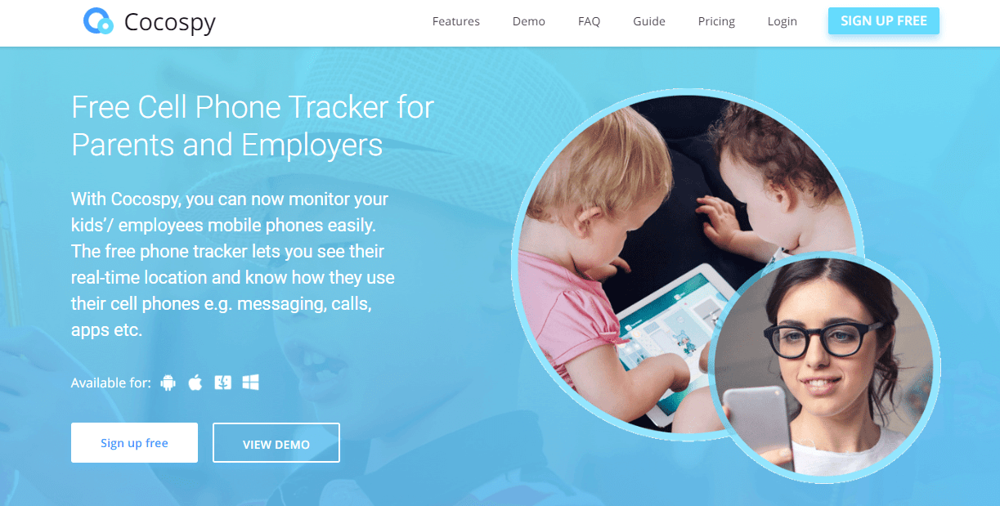 Cocospy
Features
Demo
FAQ
Guide
Pricing
Login
SIGN UP FREE
Free Cell Phone Tracker for
Parents and Employers
With Cocospy, you can now monitor your
kids’/ employees mobile phones easily.
The free phone tracker lets you see their
real-time location and know how they use
their cell phones e.g. messaging, calls,
apps etc.
Available for:
Sign up free
VIEW DEMO